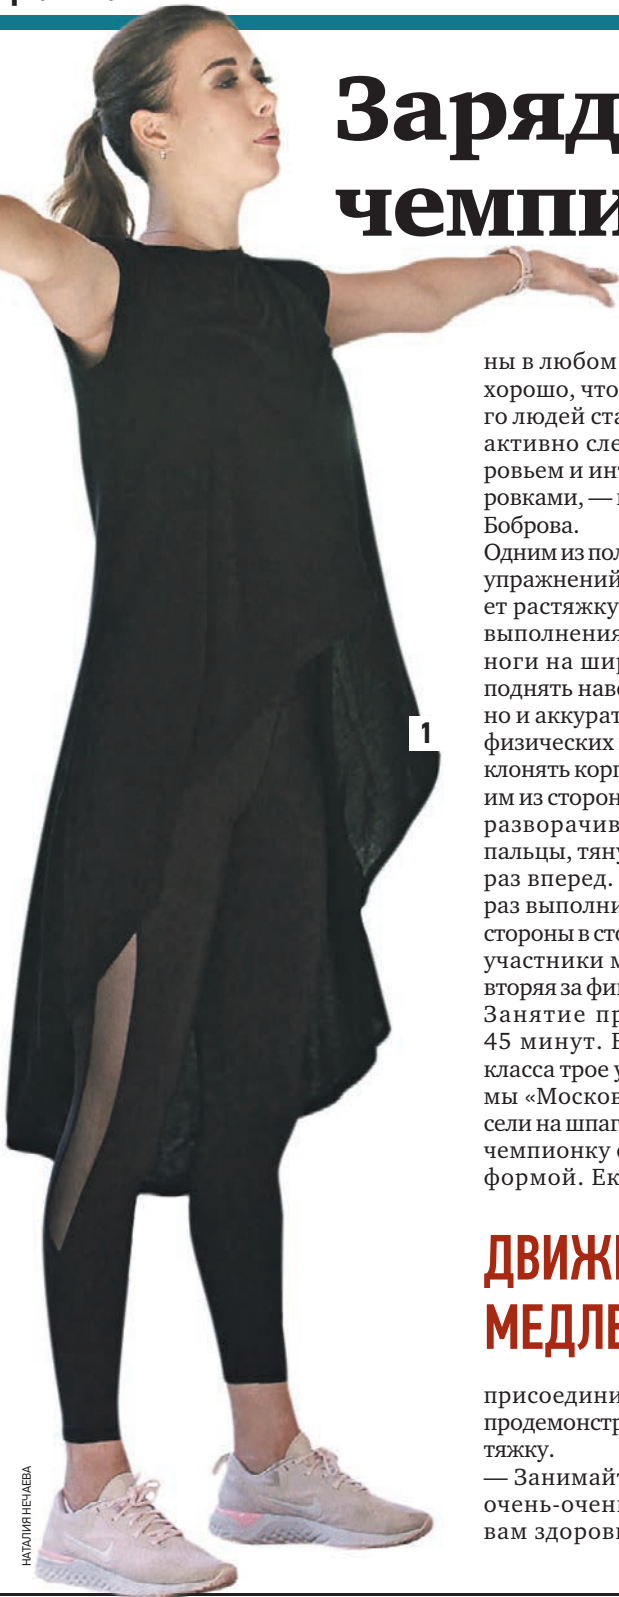 Заряд
чемпи
ны в любом
хорошо, что
го людей ста
активно сле
ровьем и инт
ровками, —
Боброва.
Одним из пол
упражнений
ет растяжку
выполнения
ноги на шир
поднять наве
но и аккурат
физических
клонять корп
им из сторон
разворачив
пальцы, тяну
раз вперед.
раз выполни
стороны в сто
участники м
вторяя за фи
Занятие пр
45 минут. В
класса трое у
мы «Москов
сели на шпаг
чемпионку с
формой. Ек
1
ДВИЖЕ
МЕДЛЕ
присоедини
продемонстр
тяжку.
— Занимайт
очень-очен
вам здоровь
НАТАЛИЯ НЕЧАЕВА